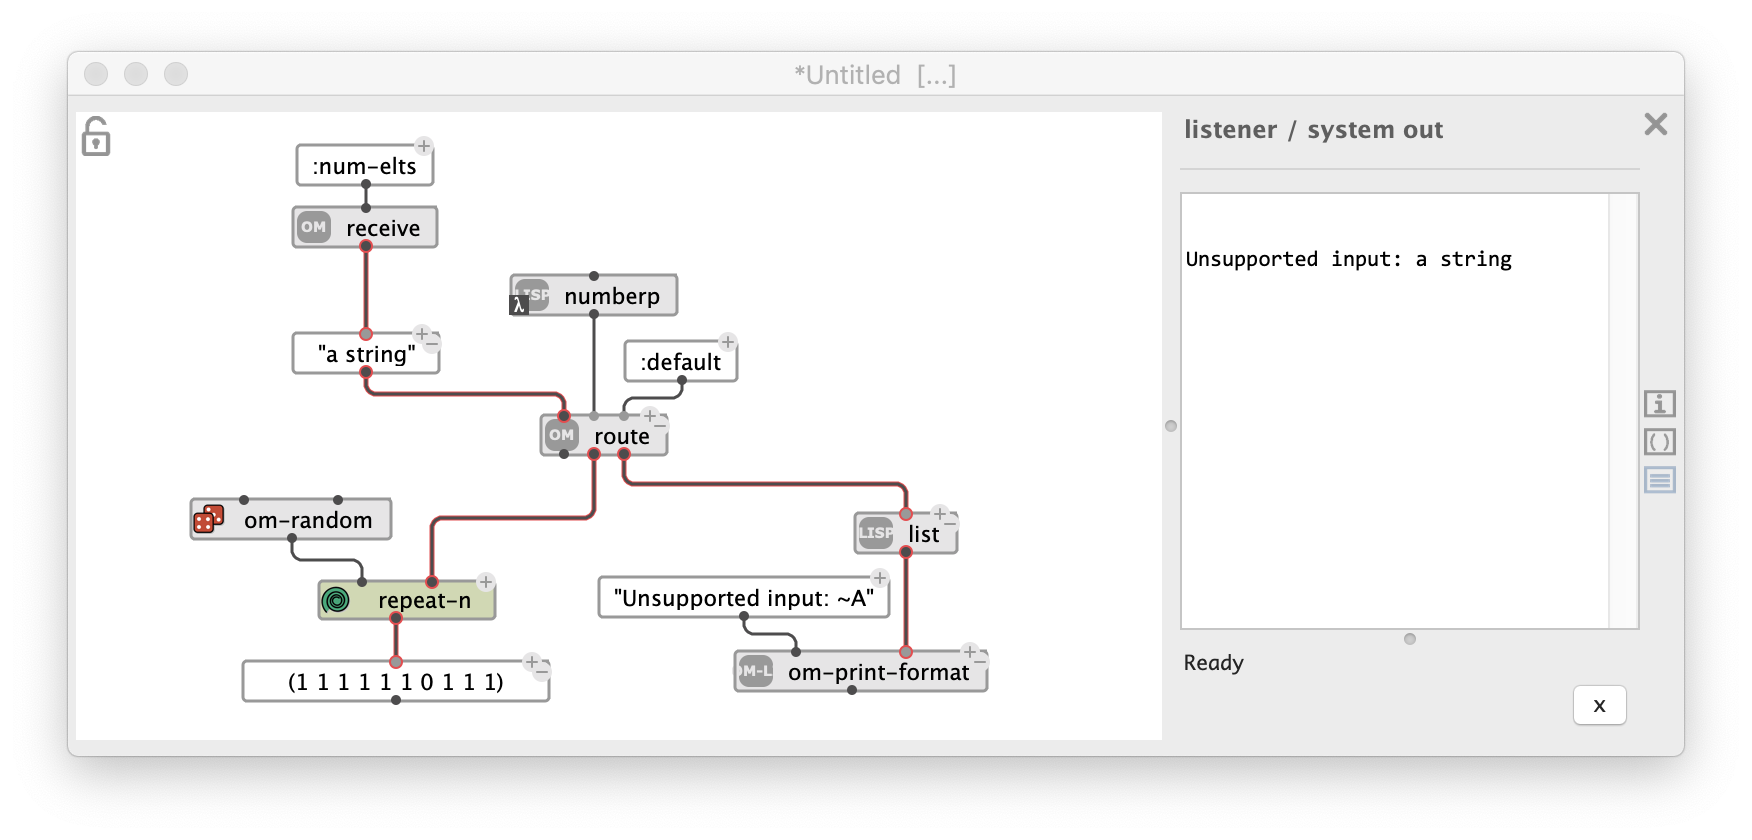 *Untitled [...]
:num-elts
OM receive
"a string"
LISP numberp
λ
:default
OM route
om-random
repeat-n
(1 1 1 1 1 1 0 1 1 1)
LISP list
"Unsupported input: ~A"
OM-L om-print-format
listener / system out
Unsupported input: a string
i
()
Ready
x